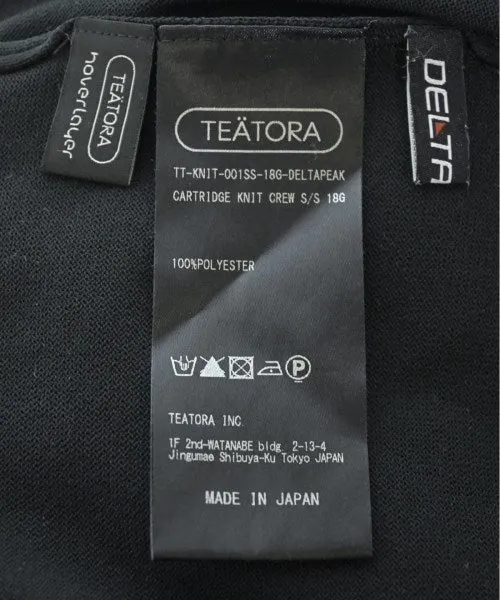 TEÄTORA
noverlayer
TEÄTORA
DELTA
TT-KNIT-001SS-18G-DELTAPEAK
CARTRIDGE KNIT CREW S/S 18G
100%POLYESTER
P
TEATORA INC.
1F 2nd-WATANABE bldg 2-13-4
Jingumae Shibuya-Ku Tokyo JAPAN
MADE IN JAPAN